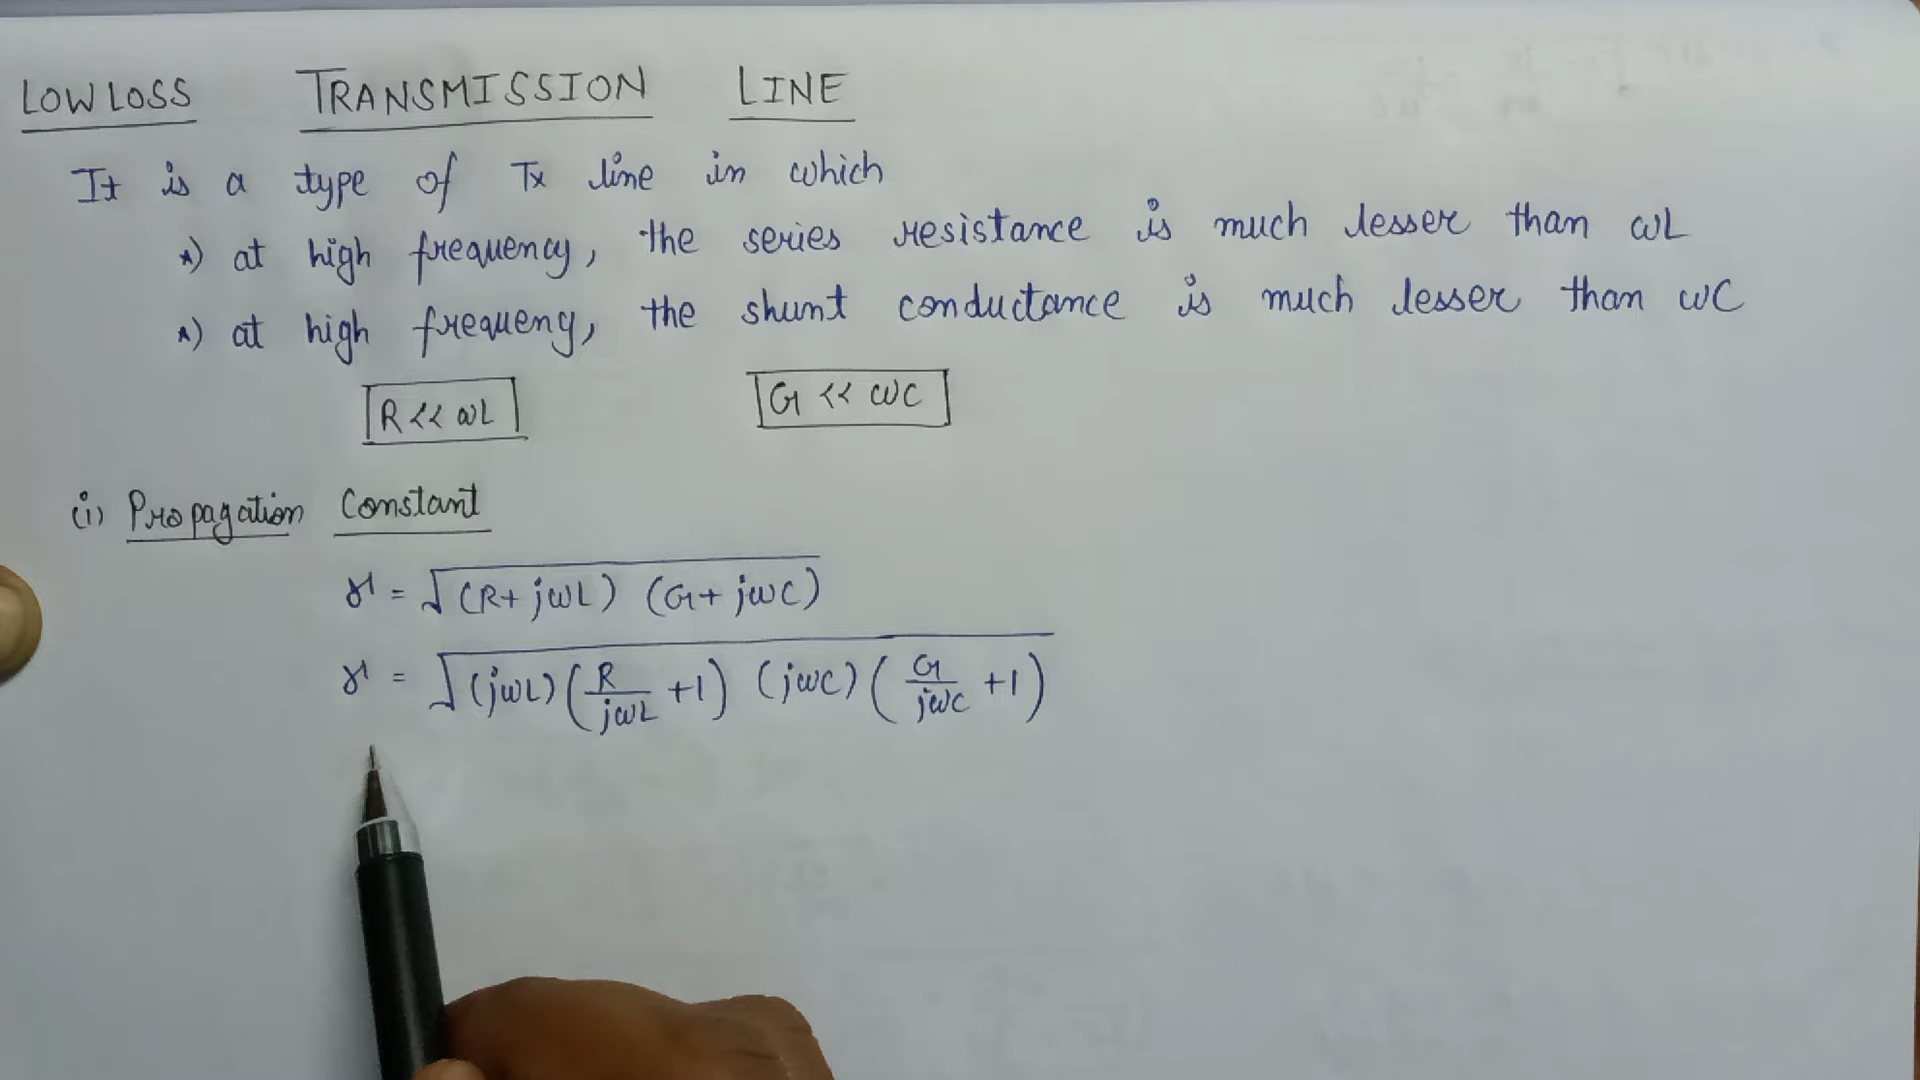 LOW LOSS TRANSMISSION LINE
It is a type of Tx line in which
*) at high frequency, the series resistance is much lesser than ωL
*) at high frequeny, the shunt conductance is much lesser than ωC
R << ωL G << ωC
(i) Propagation Constant
γ = √(R+jωL) (G+jωC)
γ = √(jωL)(R/jωL +1) (jωC)(G/jωC +1)